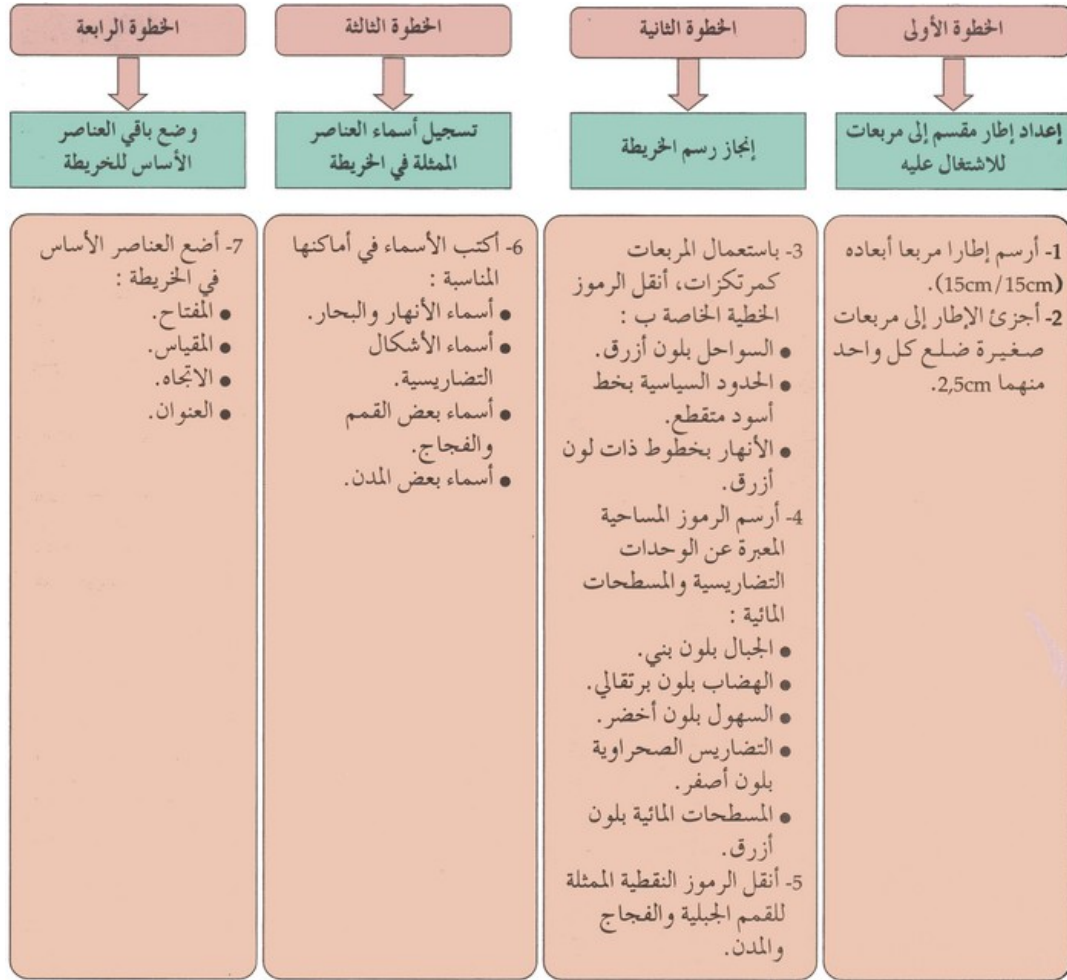 الخطوة الأولى
إعداد إطار مقسم إلى مربعات
للاشتغال عليه
1- أرسم إطارا مربعا أبعاده
(15cm/15cm).
2- أجزئ الإطار إلى مربعات
صغيرة ضلع كل واحد
منهما 2,5cm.
الخطوة الثانية
إنجاز رسم الخريطة
3- باستعمال المربعات
كمرتكزات، أنقل الرموز
الخطية الخاصة ب :
● السواحل بلون أزرق.
● الحدود السياسية بخط
أسود متقطع.
● الأنهار بخطوط ذات لون
أزرق.
4- أرسم الرموز المساحية
المعبرة عن الوحدات
التضاريسية والمسطحات
المائية :
● الجبال بلون بني.
● الهضاب بلون برتقالي.
● السهول بلون أخضر.
● التضاريس الصحراوية
بلون أصفر.
● المسطحات المائية بلون
أزرق.
5- أنقل الرموز النقطية الممثلة
للقمم الجبلية والفجاج
والمدن.
الخطوة الثالثة
تسجيل أسماء العناصر
الممثلة في الخريطة
6- أكتب الأسماء في أماكنها
المناسبة :
● أسماء الأنهار والبحار.
● أسماء الأشكال
التضاريسية.
● أسماء بعض القمم
والفجاج.
● أسماء بعض المدن.
الخطوة الرابعة
وضع باقي العناصر
الأساس للخريطة
7- أضع العناصر الأساس
في الخريطة :
● المفتاح.
● المقياس.
● الاتجاه.
● العنوان.